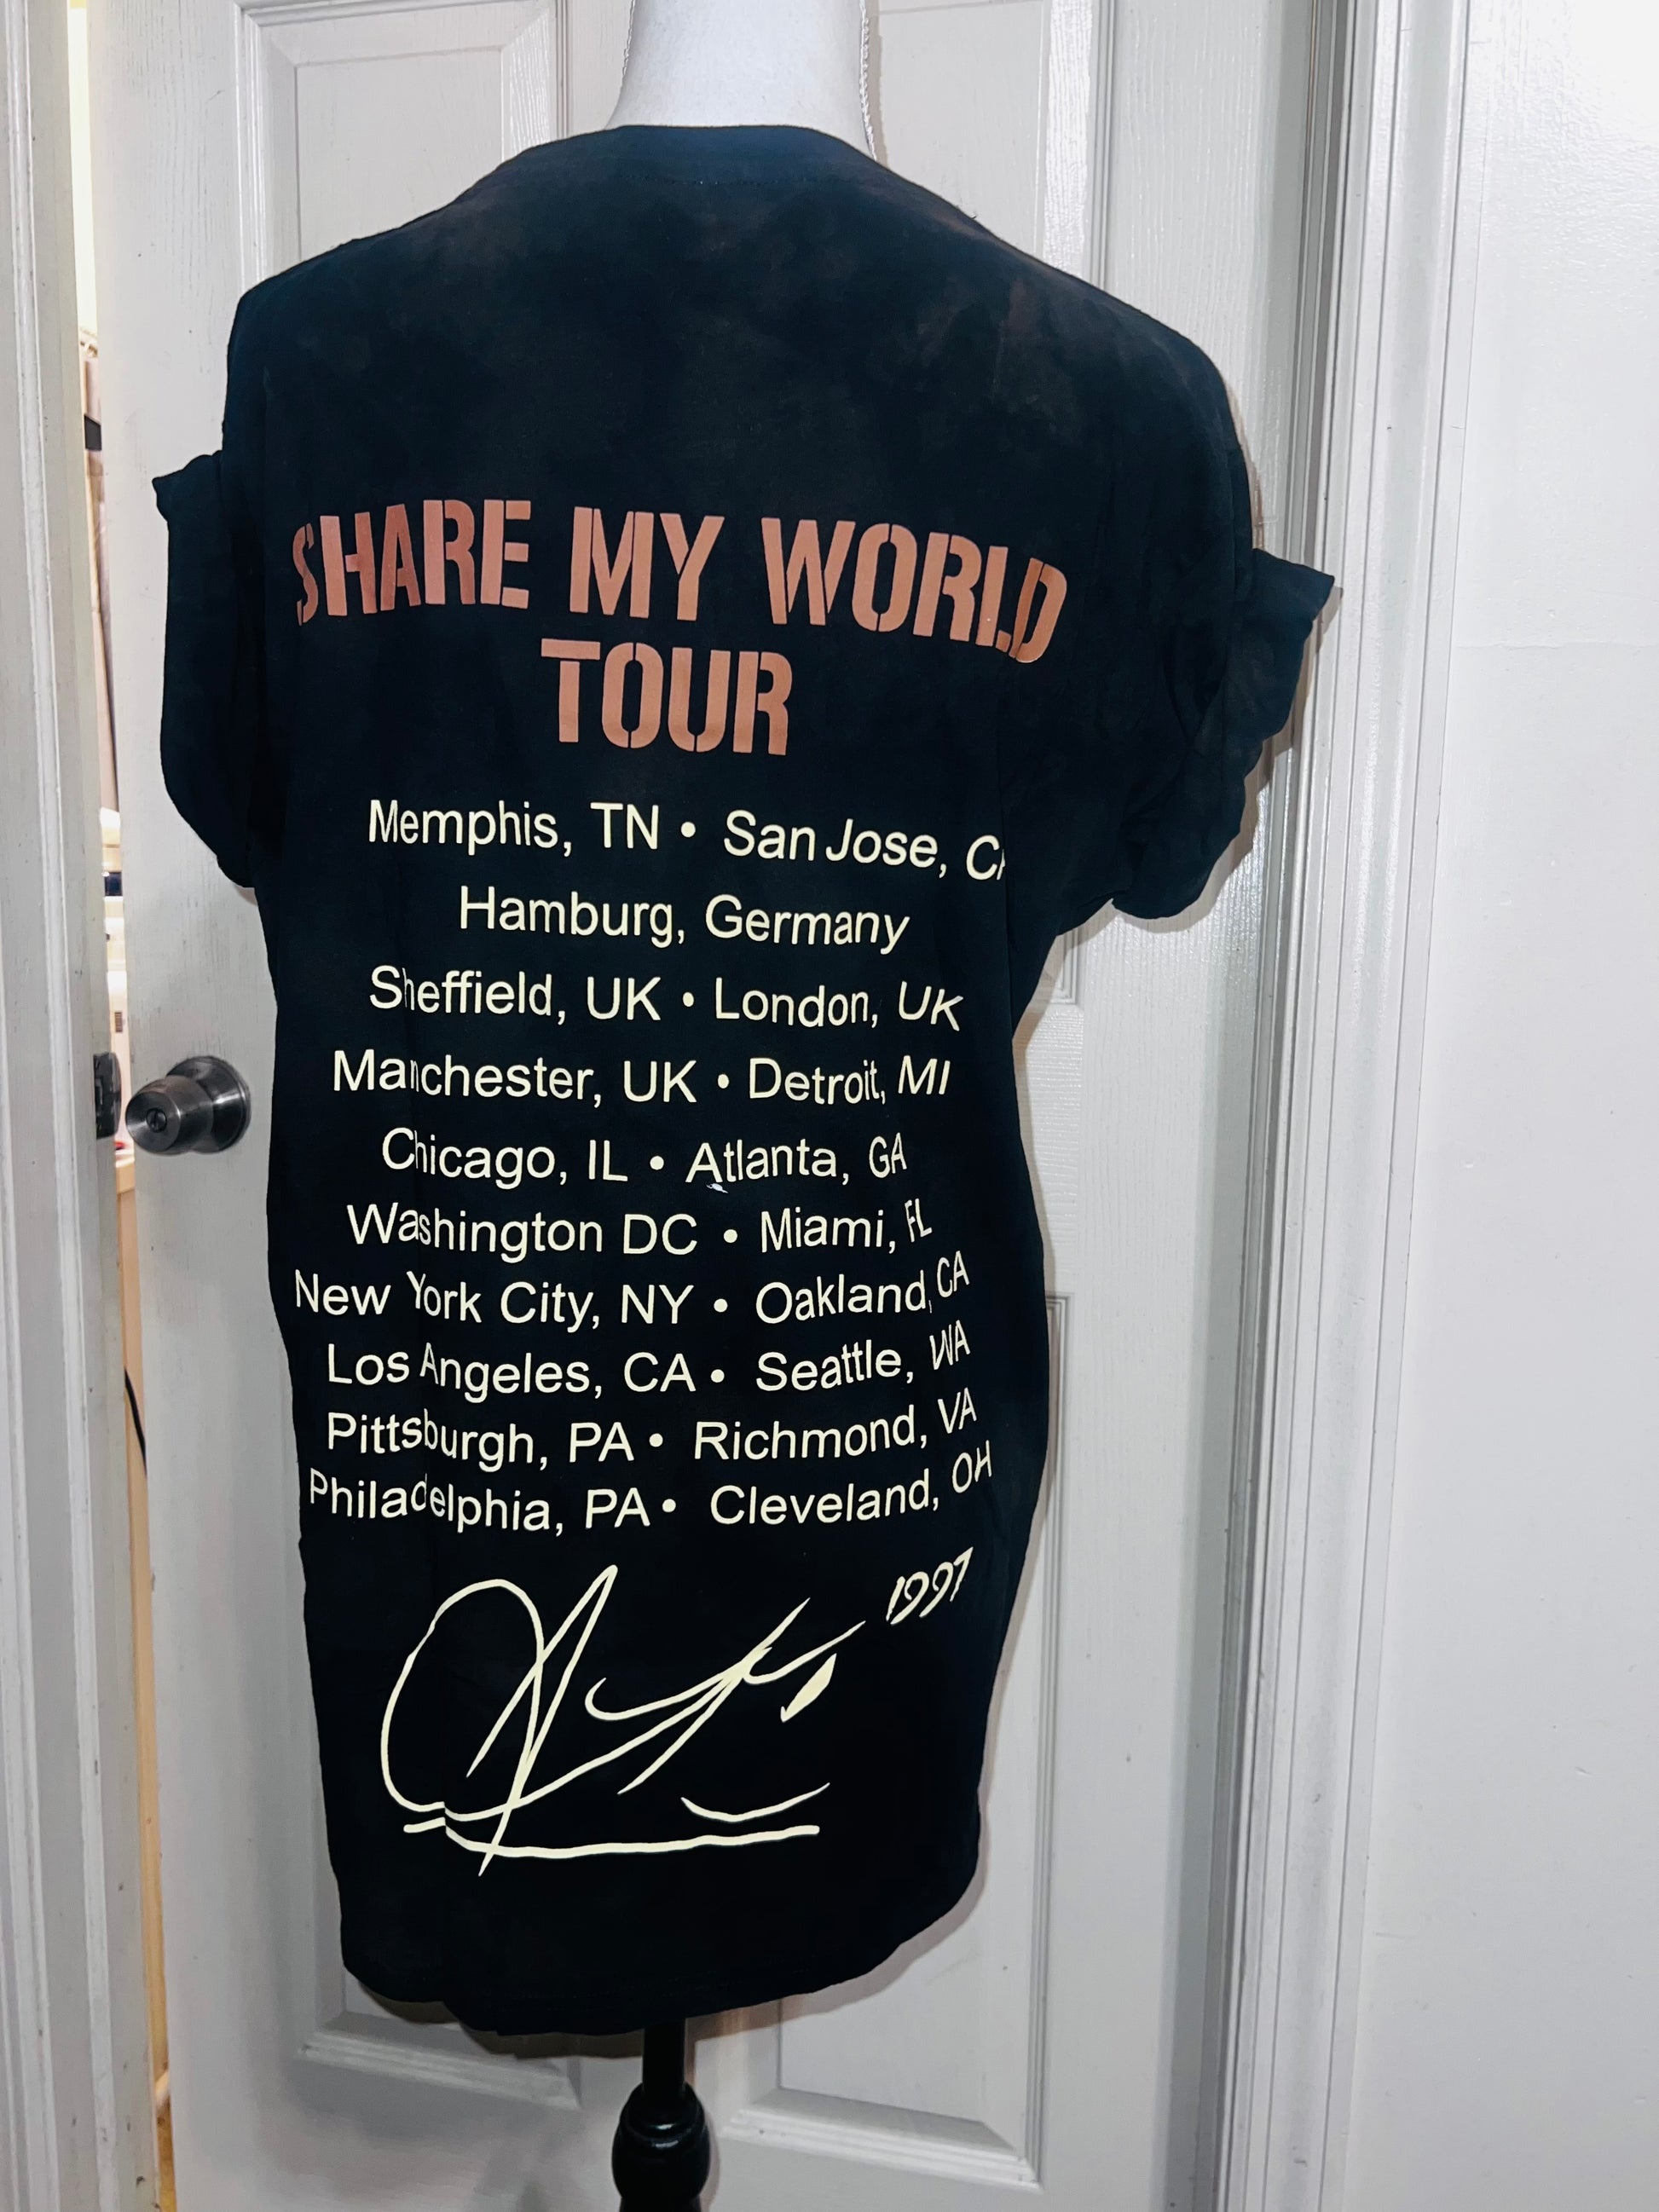 SHARE MY WORLD
TOUR
Memphis, TN • San Jose, CA
Hamburg, Germany
Sheffield, UK • London, UK
Manchester, UK • Detroit, MI
Chicago, IL • Atlanta, GA
Washington DC • Miami, FL
New York City, NY • Oakland, CA
Los Angeles, CA • Seattle, WA
Pittsburgh, PA • Richmond, VA
Philadelphia, PA • Cleveland, OH
1997